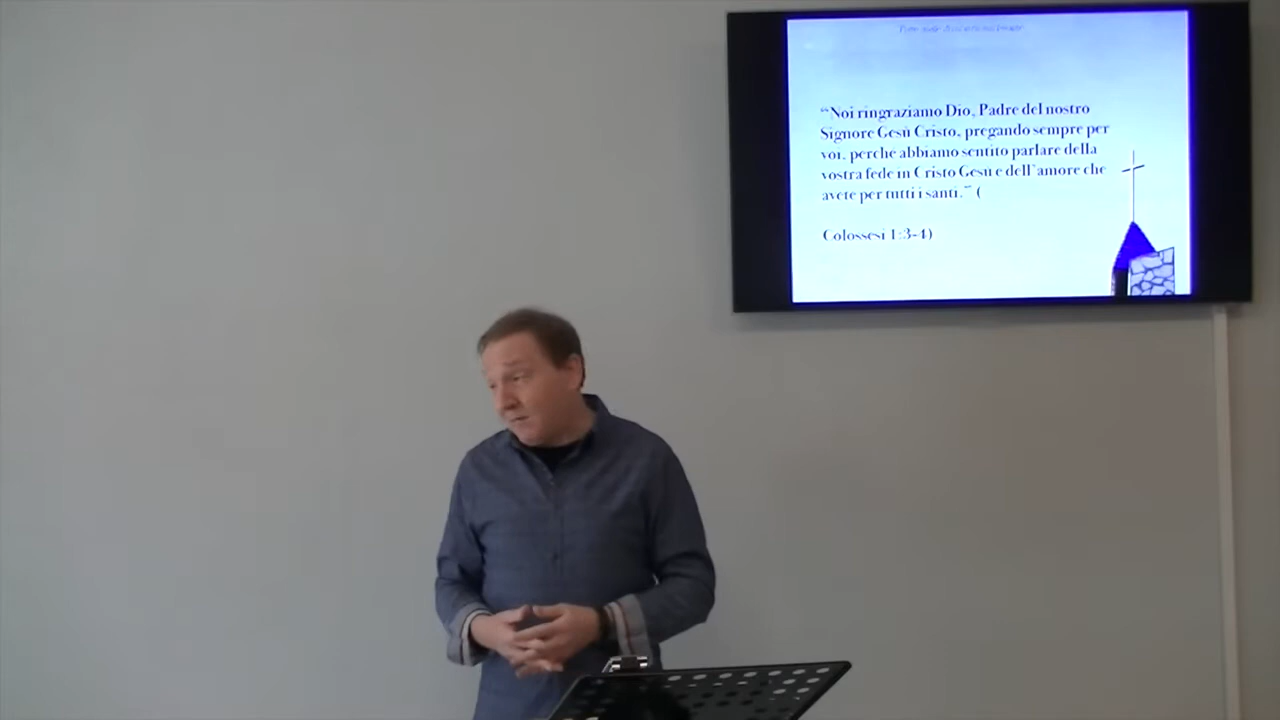 “Noi ringraziamo Dio, Padre del nostro
Signore Gesù Cristo, pregando sempre per
voi, perché abbiamo sentito parlare della
vostra fede in Cristo Gesù e dell’amore che
avete per tutti i santi.” (
Colossesi 1:3-4)